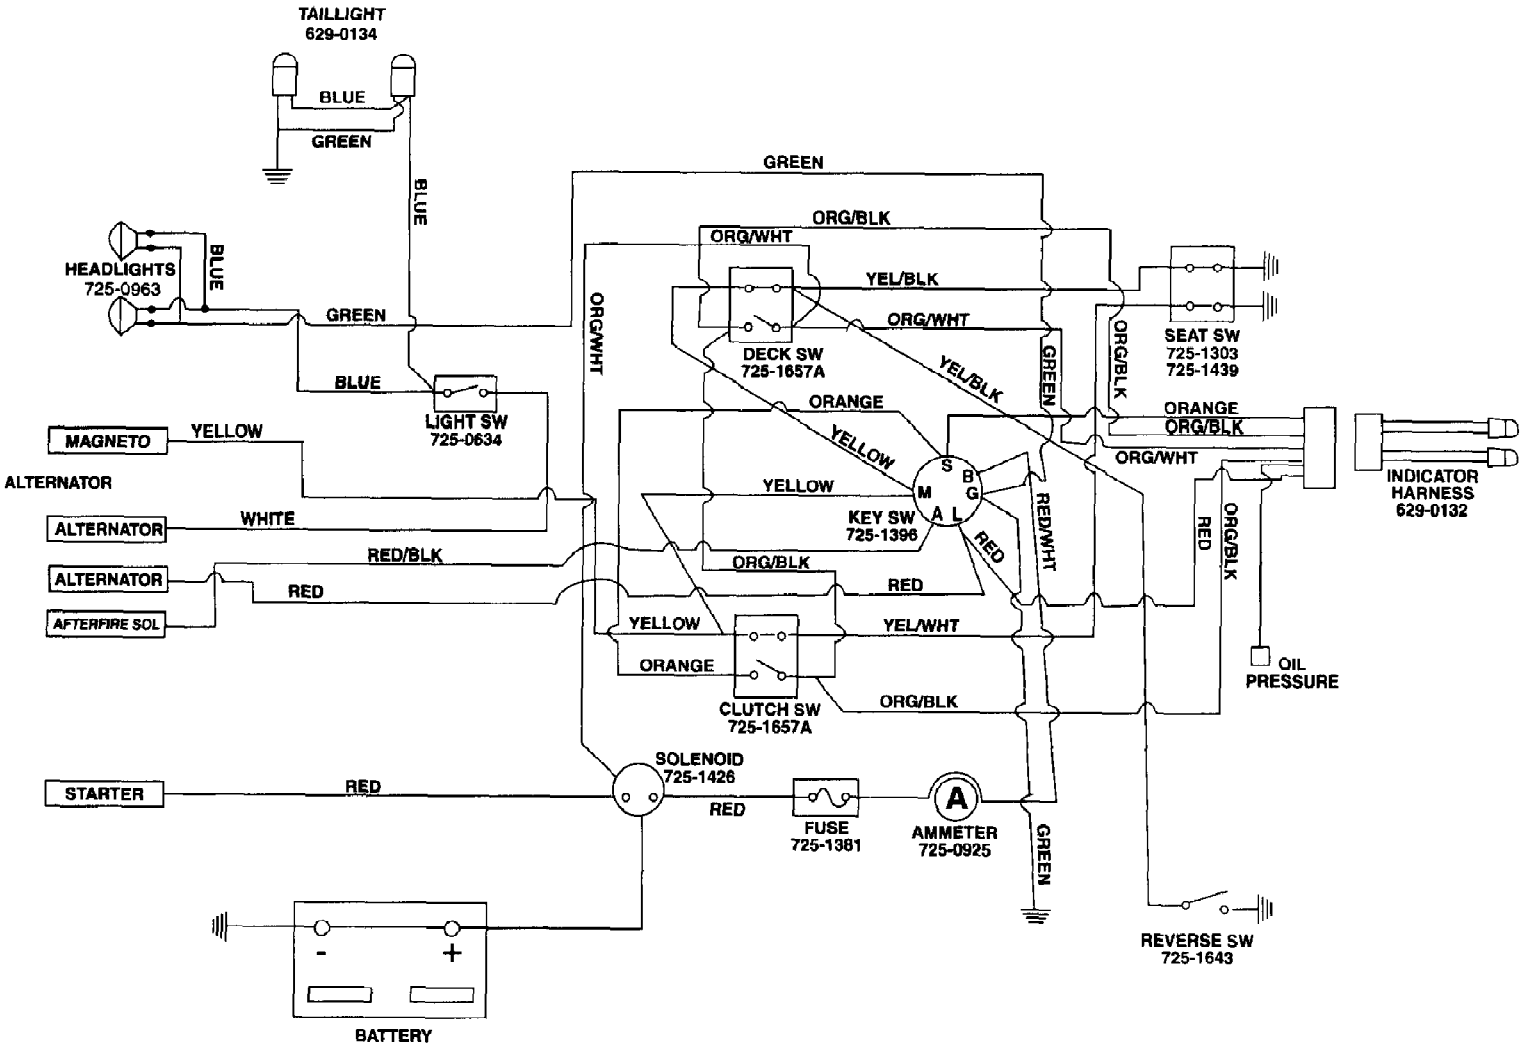 TAILLIGHT
629-0134
BLUE
GREEN
BLUE
GREEN
ORG/BLK
ORG/WHT
HEADLIGHTS
725-0963
BLUE
GREEN
ORG/WHT
YEL/BLK
ORG/WHT
DECK SW
725-1657A
YEL/BLK
GREEN
ORG/BLK
SEAT SW
725-1303
725-1439
BLUE
LIGHT SW
725-0634
ORANGE
YELLOW
ORANGE
ORG/BLK
ORG/WHT
INDICATOR
HARNESS
629-0132
MAGNETO
YELLOW
ALTERNATOR
YELLOW
S
B
M
G
A
L
KEY SW
725-1396
RED
RED/WHT
RED
ORG/BLK
ALTERNATOR
WHITE
RED/BLK
ORG/BLK
ALTERNATOR
RED
RED
AFTERFIRE SOL
YELLOW
YEL/WHT
ORANGE
CLUTCH SW
725-1657A
ORG/BLK
OIL
PRESSURE
SOLENOID
725-1426
STARTER
RED
RED
FUSE
725-1381
A
AMMETER
725-0925
GREEN
REVERSE SW
725-1643
-
+
BATTERY